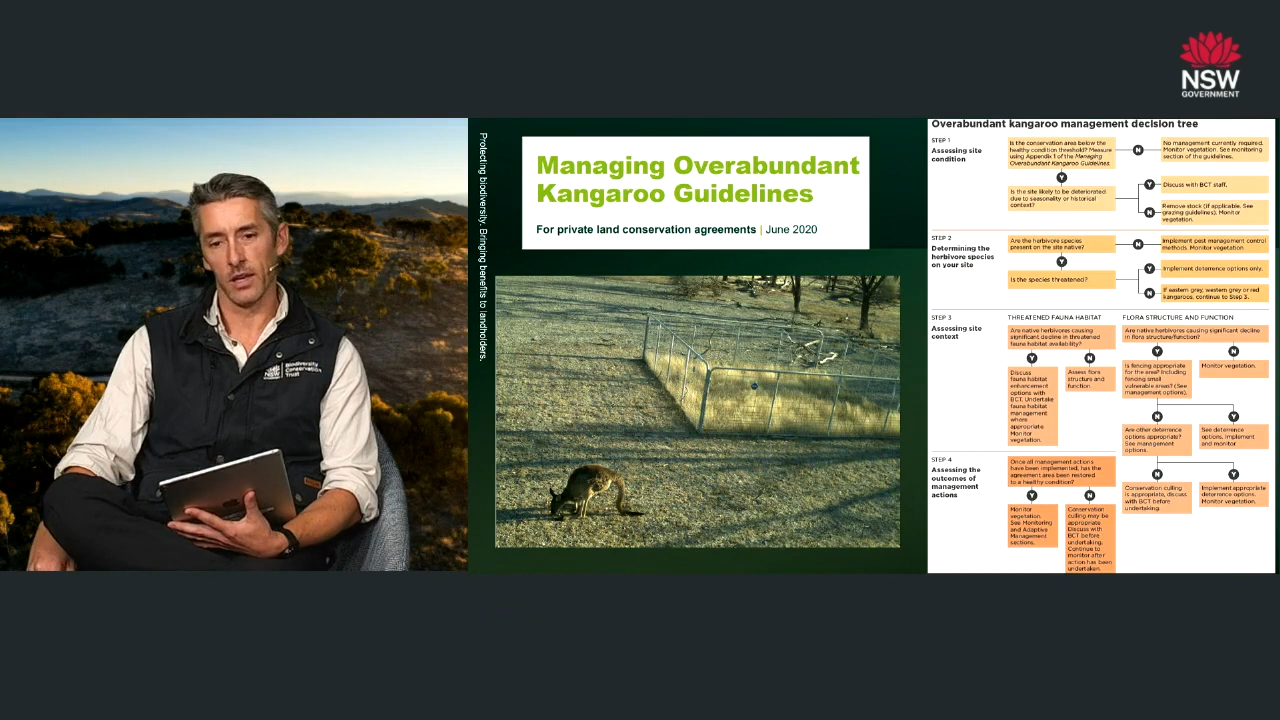 NSW
GOVERNMENT
NSW
Biodiversity
Conservation
Trust
Protecting biodiversity. Bringing benefits to landholders.
Managing Overabundant
Kangaroo Guidelines
For private land conservation agreements | June 2020
Overabundant kangaroo management decision tree
STEP 1
Assessing site
condition
Is the conservation area below the
healthy condition threshold? Measure
using Appendix 1 of the Managing
Overabundant Kangaroo Guidelines.
N
No management currently required.
Monitor vegetation. See monitoring
section of the guidelines.
Y
Is the site likely to be deteriorated
due to seasonality or historical
context?
Y
Discuss with BCT staff.
N
Remove stock (if applicable. See
grazing guidelines). Monitor
vegetation.
STEP 2
Determining the
herbivore species
on your site
Are the herbivore species
present on the site native?
N
Implement pest management control
methods. Monitor vegetation
Y
Is the species threatened?
Y
Implement deterrence options only.
N
If eastern grey, western grey or red
kangaroos, continue to Step 3.
STEP 3
Assessing site
context
THREATENED FAUNA HABITAT
Are native herbivores causing
significant decline in threatened
fauna habitat availability?
Y
N
Discuss
fauna habitat
enhancement
options with
BCT. Undertake
fauna habitat
management
where
appropriate
Monitor
vegetation.
Assess flora
structure and
function
FLORA STRUCTURE AND FUNCTION
Are native herbivores causing significant decline
in flora structure/function?
Y
N
Is fencing appropriate
for the area? Including
fencing small
vulnerable areas? (See
management options).
Monitor vegetation.
N
Y
Are other deterrence
options appropriate?
See management
options.
See deterrence
options. Implement
and monitor
N
Y
Conservation culling
is appropriate, discuss
with BCT before
undertaking.
Implement appropriate
deterrence options.
Monitor vegetation.
STEP 4
Assessing the
outcomes of
management
actions
Once all management actions
have been implemented, has the
agreement area been restored
to a healthy condition?
Y
N
Monitor
vegetation.
See Monitoring
and Adaptive
Management
sections.
Conservation
culling may be
appropriate
Discuss with
BCT before
undertaking.
Continue to
monitor after
action has been
undertaken.